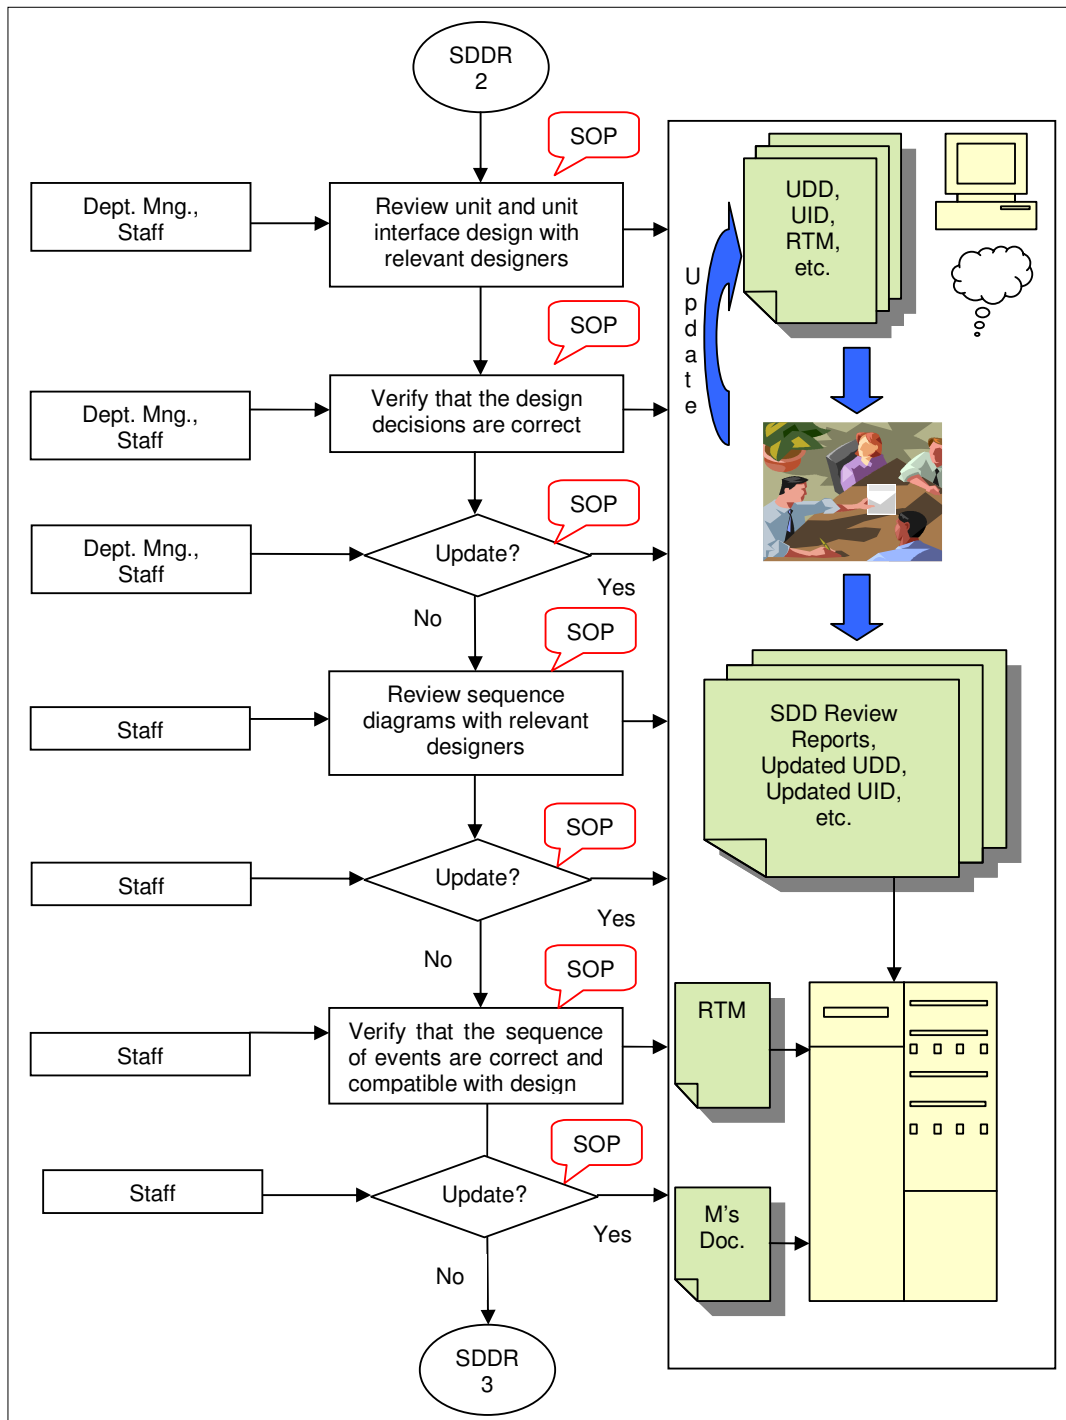 SDDR
2
SOP
Dept. Mng.,
Staff
Review unit and unit
interface design with
relevant designers
UDD,
UID,
RTM,
etc.
Update
SOP
Dept. Mng.,
Staff
Verify that the design
decisions are correct
SOP
Dept. Mng.,
Staff
Update?
Yes
No
SOP
Staff
Review sequence
diagrams with relevant
designers
SDD Review
Reports,
Updated UDD,
Updated UID,
etc.
SOP
Staff
Update?
Yes
No
SOP
Staff
Verify that the sequence
of events are correct and
compatible with design
RTM
SOP
Staff
Update?
Yes
No
M's
Doc.
SDDR
3